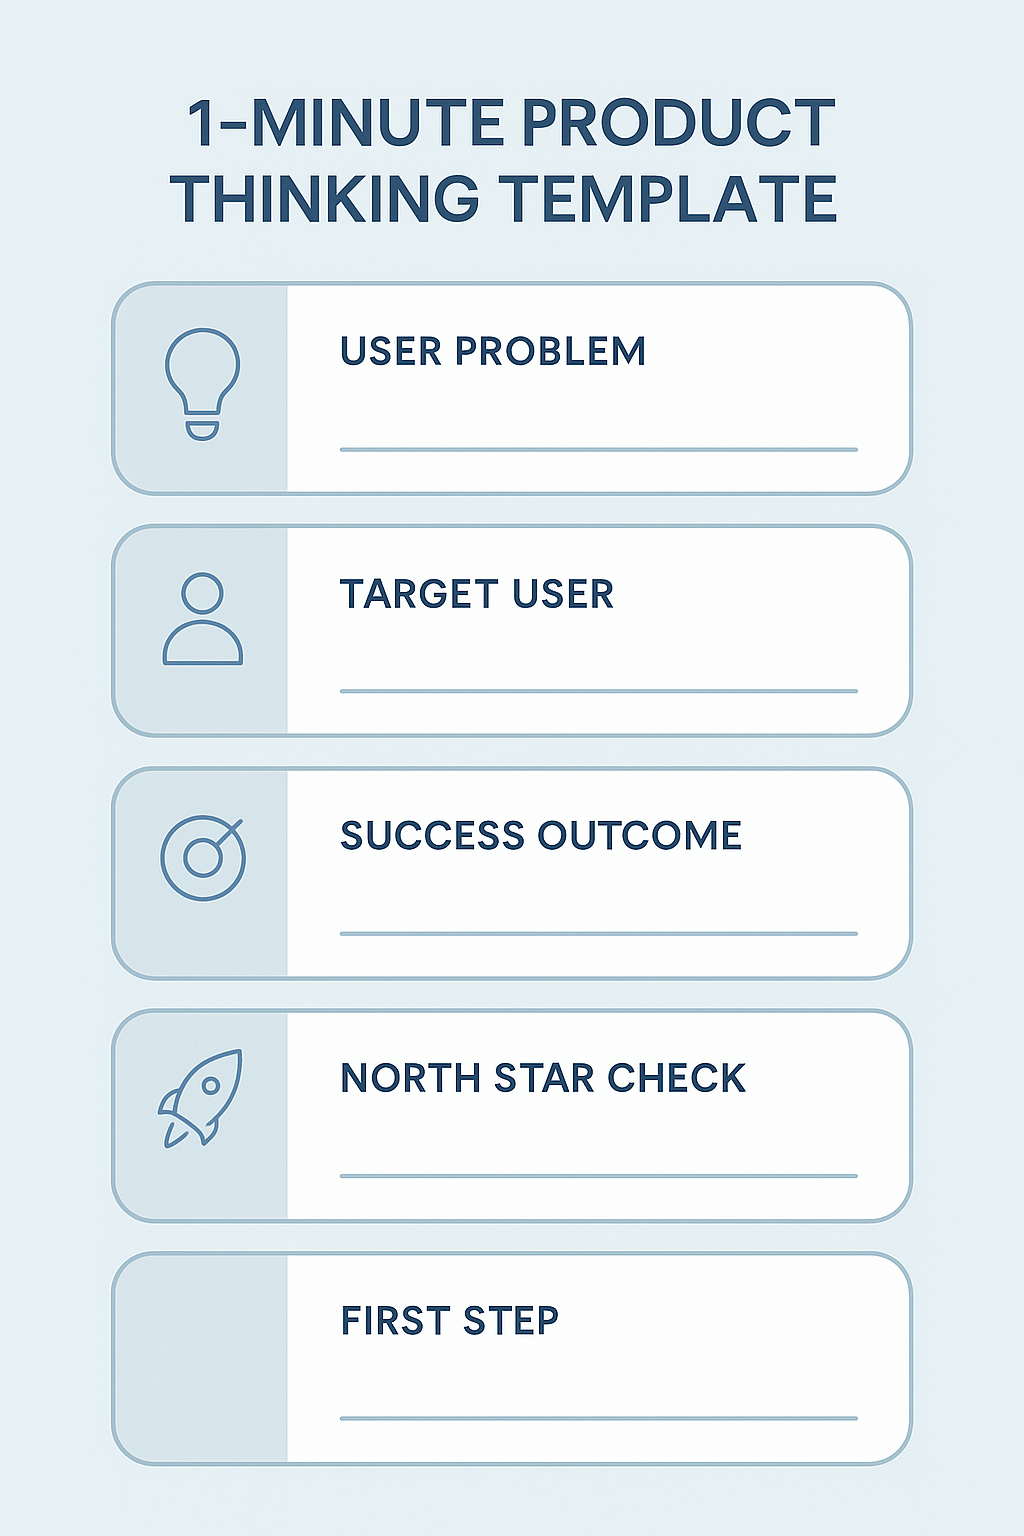 1-MINUTE PRODUCT
THINKING TEMPLATE
USER PROBLEM
TARGET USER
SUCCESS OUTCOME
NORTH STAR CHECK
FIRST STEP